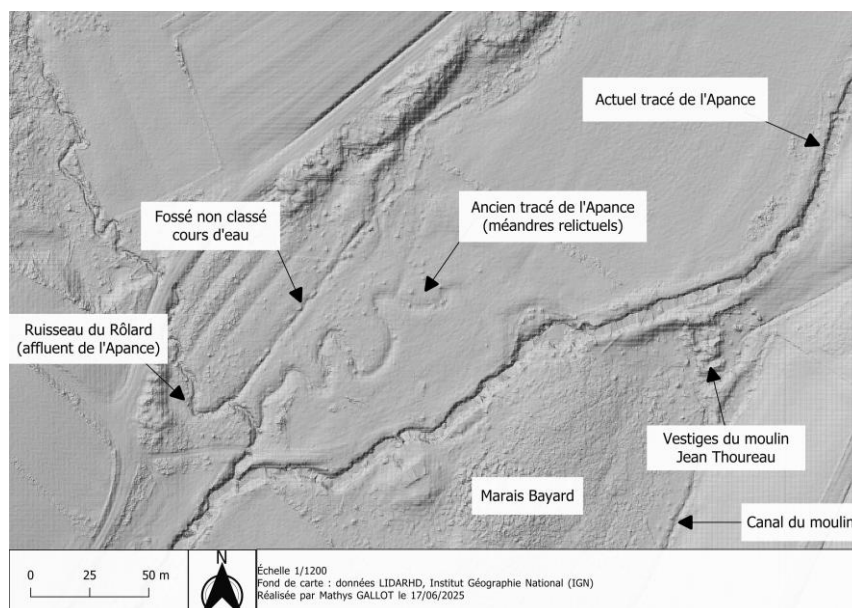 Actuel tracé de l'Apance
Fossé non classé
cours d'eau
Ancien tracé de l'Apance
(méandres relictuels)
Ruisseau du Rôlard
(affluent de l'Apance)
Vestiges du moulin
Jean Thoureau
Marais Bayard
Canal du moulin
0 25 50 m
N
Échelle 1/1200
Fond de carte : données LIDARHD, Institut Géographie National (IGN)
Réalisée par Mathys GALLOT le 17/06/2025